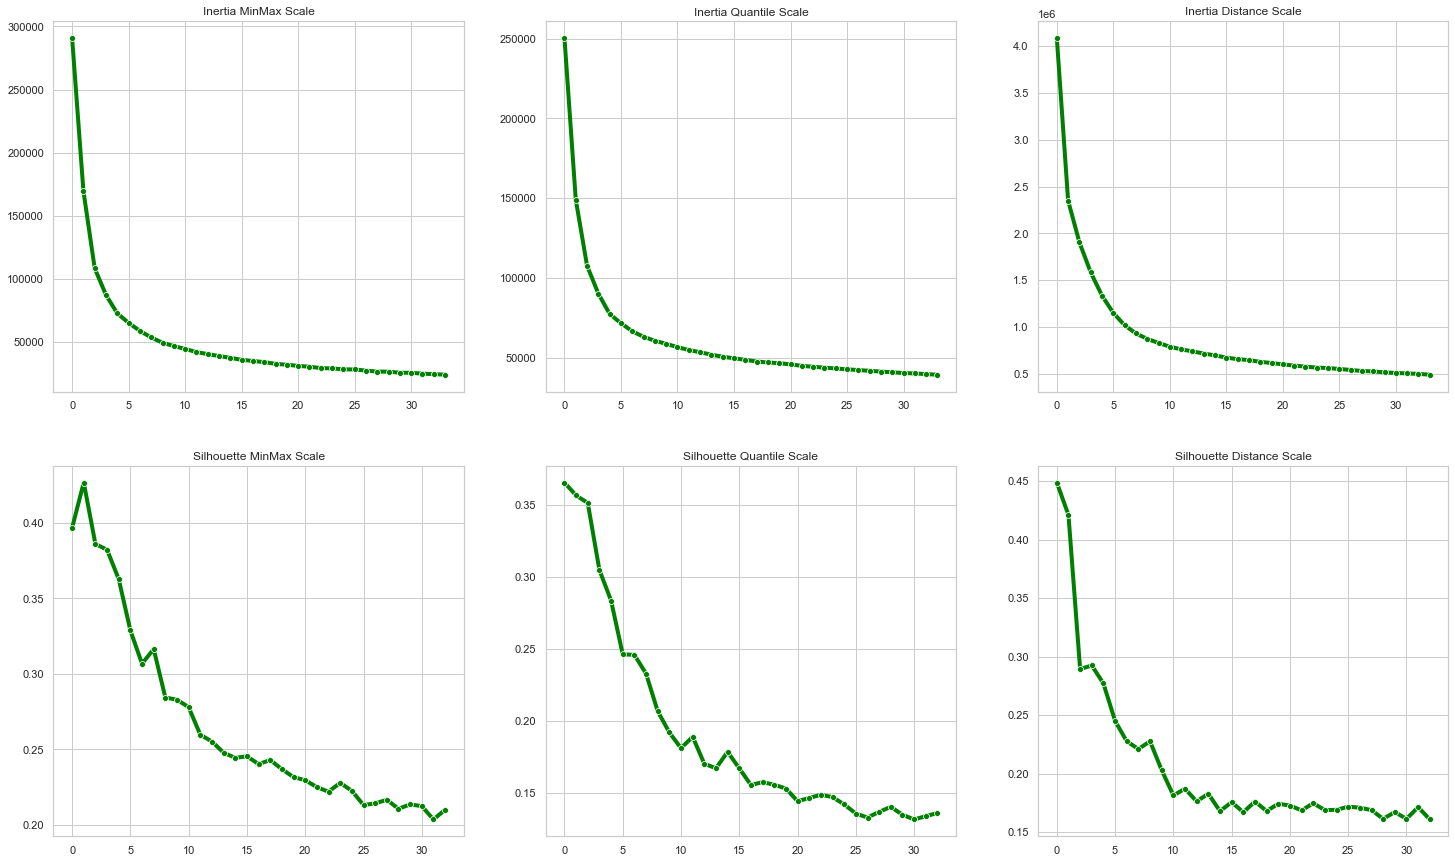 Inertia MinMax Scale
300000
250000
200000
150000
100000
50000
0 5 10 15 20 25 30
Inertia Quantile Scale
250000
200000
150000
100000
50000
0 5 10 15 20 25 30
Inertia Distance Scale
1e6
4.0
3.5
3.0
2.5
2.0
1.5
1.0
0.5
0 5 10 15 20 25 30
Silhouette MinMax Scale
0.40
0.35
0.30
0.25
0.20
0 5 10 15 20 25 30
Silhouette Quantile Scale
0.35
0.30
0.25
0.20
0.15
0 5 10 15 20 25 30
Silhouette Distance Scale
0.45
0.40
0.35
0.30
0.25
0.20
0.15
0 5 10 15 20 25 30